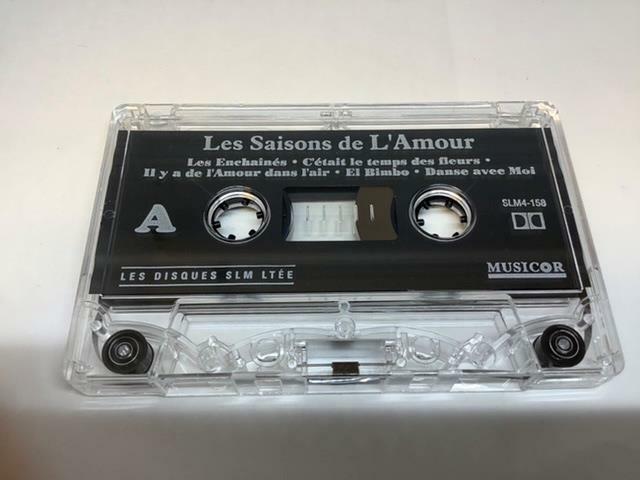 Les Saisons de L'Amour
Les Enchaînés • C'était le temps des fleurs •
Il y a de l'Amour dans l'air • El Bimbo • Danse avec Moi
A
SLM4-158
LES DISQUES SLM LTÉE
MUSICOR